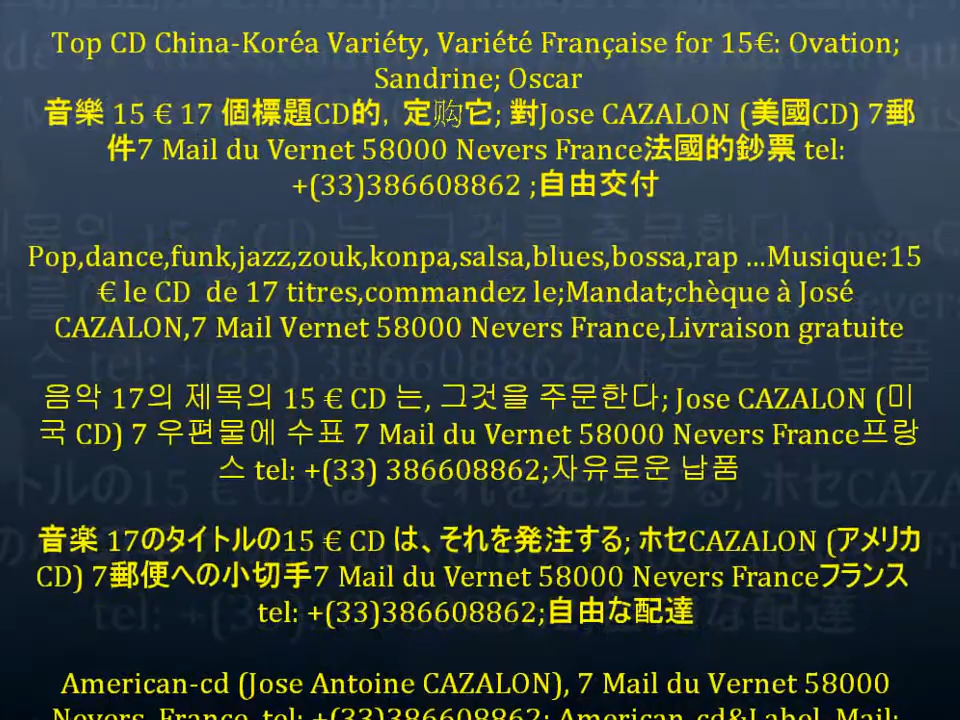 Top CD China-Koréa Variéty, Variété Française for 15€: Ovation;
Sandrine; Oscar
音樂 15 € 17 個標題CD的, 定购它; 對Jose CAZALON (美國CD) 7郵
件7 Mail du Vernet 58000 Nevers France法國的鈔票 tel:
+(33)386608862 ;自由交付
Pop,dance,funk,jazz,zouk,konpa,salsa,blues,bossa,rap ...Musique:15
€ le CD de 17 titres,commandez le;Mandat;chèque à José
CAZALON,7 Mail Vernet 58000 Nevers France,Livraison gratuite
음악 17의 제목의 15 € CD 는, 그것을 주문한다; Jose CAZALON (미
국 CD) 7 우편물에 수표 7 Mail du Vernet 58000 Nevers France프랑
스 tel: +(33) 386608862;자유로운 납품
音楽 17のタイトルの15 € CD は、それを発注する; ホセCAZALON (アメリカ
CD) 7郵便への小切手7 Mail du Vernet 58000 Nevers Franceフランス
tel: +(33)386608862;自由な配達
American-cd (Jose Antoine CAZALON), 7 Mail du Vernet 58000
Nevers, France, tel: +(33)386608862; American-cd&Label, Mail: